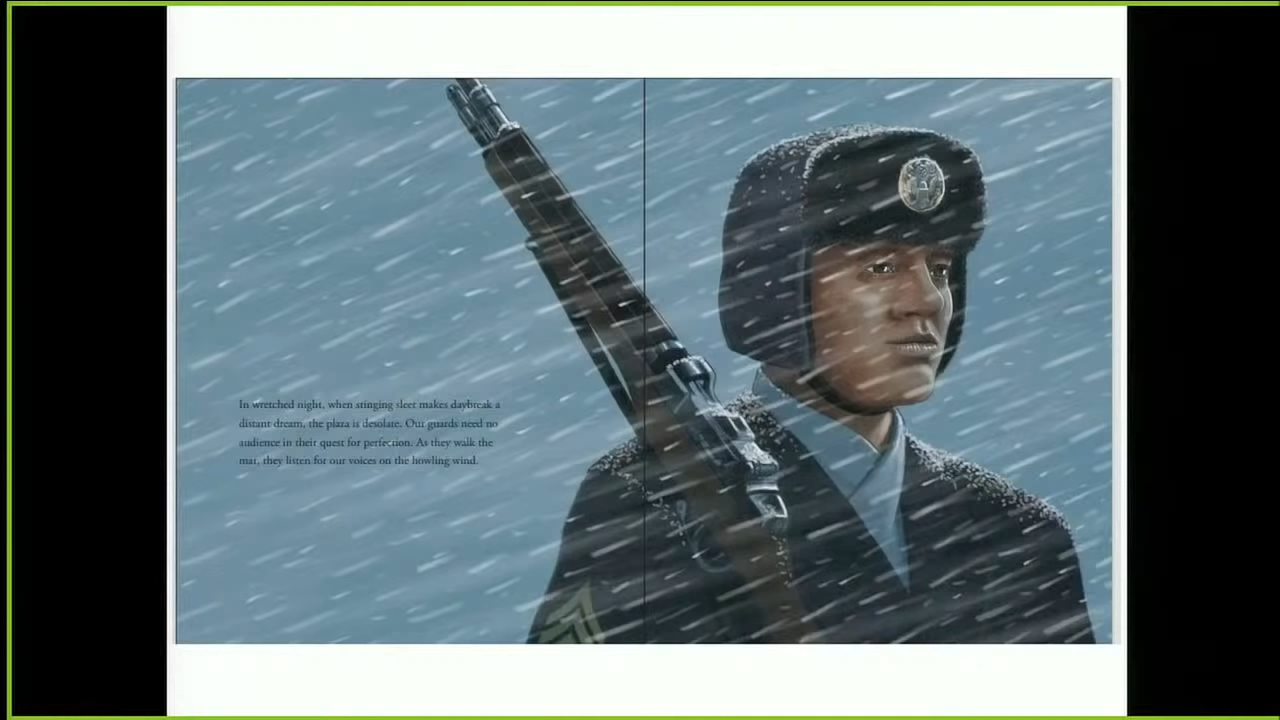 In wretched night, when stinging sleet makes daybreak a
distant dream, the plaza is desolate. Our guards need no
audience in their quest for perfection. As they walk the
mat, they listen for our voices on the howling wind.